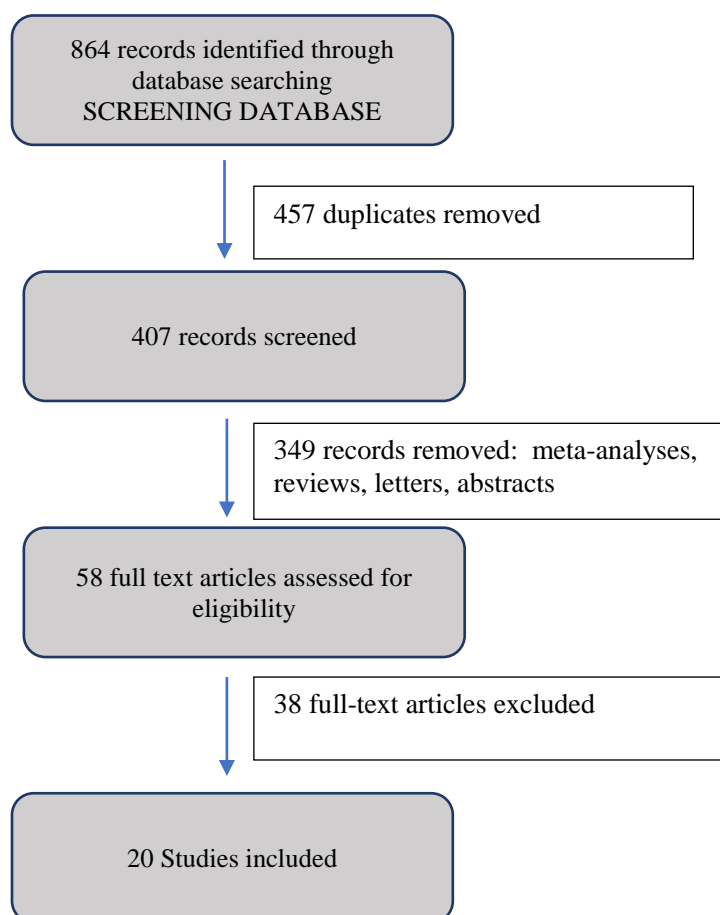 864 records identified through
database searching
SCREENING DATABASE
457 duplicates removed
407 records screened
349 records removed:  meta-analyses,
reviews, letters, abstracts
58 full text articles assessed for
eligibility
38 full-text articles excluded
20 Studies included